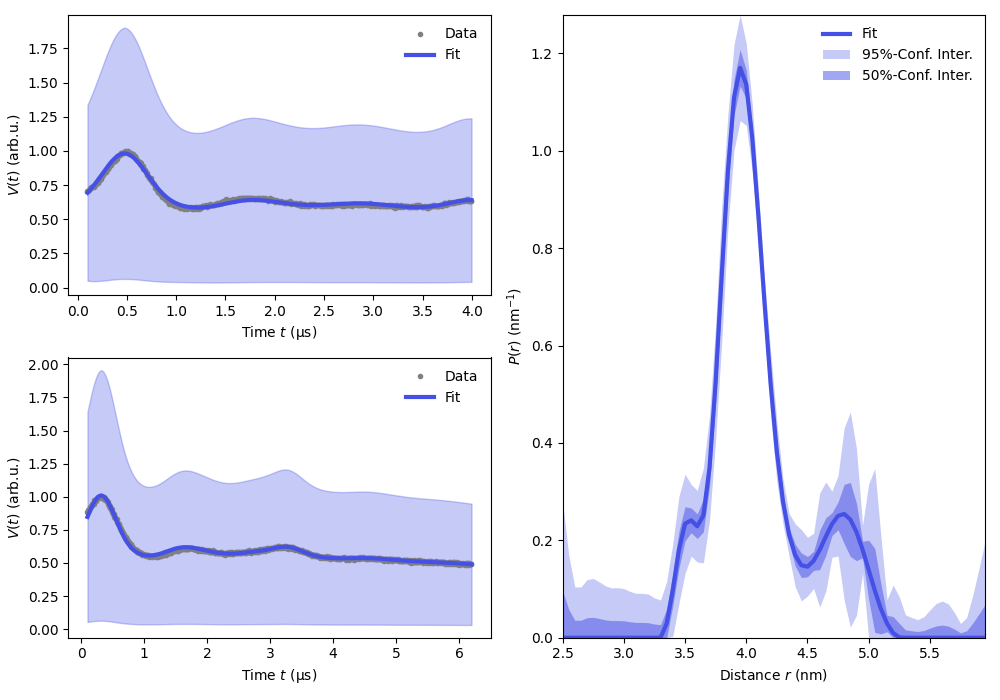 V(t) (arb.u.)
1.75
1.50
1.25
1.00
0.75
0.50
0.25
0.00
Data
Fit
0.0 0.5 1.0 1.5 2.0 2.5 3.0 3.5 4.0
Time t (μs)
V(t) (arb.u.)
2.00
1.75
1.50
1.25
1.00
0.75
0.50
0.25
0.00
Data
Fit
0 1 2 3 4 5 6
Time t (μs)
P(r) (nm⁻¹)
1.2
1.0
0.8
0.6
0.4
0.2
0.0
Fit
95%-Conf. Inter.
50%-Conf. Inter.
2.5 3.0 3.5 4.0 4.5 5.0 5.5
Distance r (nm)